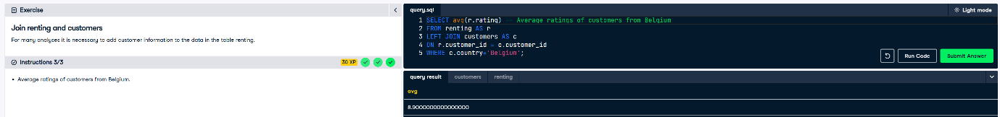 Exercise
Join renting and customers
For many analyses it is necessary to add customer information to the data in the table renting.
Instructions 3/3
30 XP
• Average ratings of customers from Belgium.
query.sql
Light mode
1 SELECT avg(r.rating) -- Average ratings of customers from Belgium
2 FROM renting AS r
3 LEFT JOIN customers AS c
4 ON r.customer_id = c.customer_id
5 WHERE c.country='Belgium';
Run Code
Submit Answer
query result customers renting
avg
8.9000000000000000